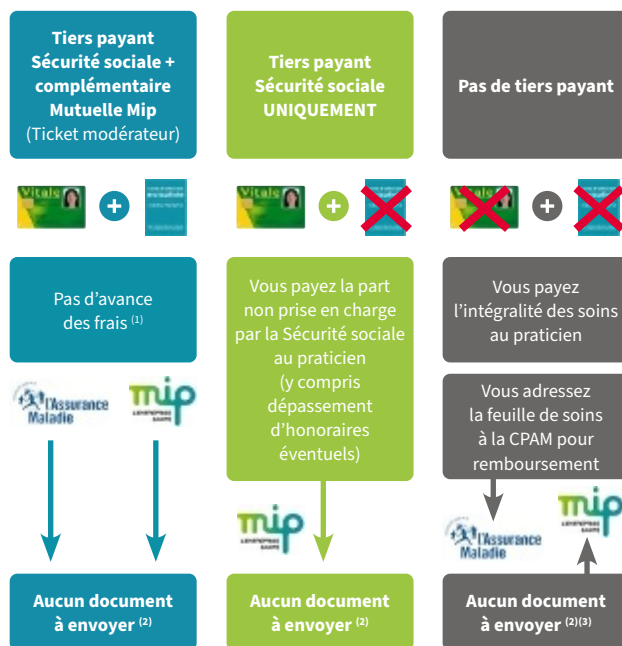 Tiers payant
Sécurité sociale +
complémentaire
Mutuelle Mip
(Ticket modérateur)
Tiers payant
Sécurité sociale
UNIQUEMENT
Pas de tiers payant
Vitale
+
Vitale
+
Vitale
+
Pas d’avance
des frais (1)
l'Assurance
Maladie
mip
Vous payez la part
non prise en charge
par la Sécurité sociale
au praticien
(y compris
dépassement
d’honoraires
éventuels)
mip
Vous payez
l’intégralité des soins
au praticien
Vous adressez
la feuille de soins
à la CPAM pour
remboursement
l'Assurance
Maladie
mip
Aucun document
à envoyer (2)
Aucun document
à envoyer (2)
Aucun document
à envoyer (2)(3)